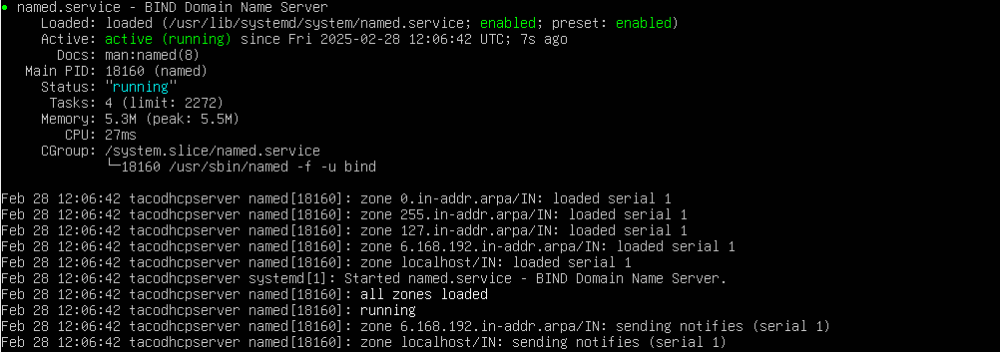 ● named.service - BIND Domain Name Server
Loaded: loaded (/usr/lib/systemd/system/named.service; enabled; preset: enabled)
Active: active (running) since Fri 2025-02-28 12:06:42 UTC; 7s ago
Docs: man:named(8)
Main PID: 18160 (named)
Status: "running"
Tasks: 4 (limit: 2272)
Memory: 5.3M (peak: 5.5M)
CPU: 27ms
CGroup: /system.slice/named.service
└─18160 /usr/sbin/named -f -u bind
Feb 28 12:06:42 tacodhcpserver named[18160]: zone 0.in-addr.arpa/IN: loaded serial 1
Feb 28 12:06:42 tacodhcpserver named[18160]: zone 255.in-addr.arpa/IN: loaded serial 1
Feb 28 12:06:42 tacodhcpserver named[18160]: zone 127.in-addr.arpa/IN: loaded serial 1
Feb 28 12:06:42 tacodhcpserver named[18160]: zone 6.168.192.in-addr.arpa/IN: loaded serial 1
Feb 28 12:06:42 tacodhcpserver named[18160]: zone localhost/IN: loaded serial 1
Feb 28 12:06:42 tacodhcpserver systemd[1]: Started named.service - BIND Domain Name Server.
Feb 28 12:06:42 tacodhcpserver named[18160]: all zones loaded
Feb 28 12:06:42 tacodhcpserver named[18160]: running
Feb 28 12:06:42 tacodhcpserver named[18160]: zone 6.168.192.in-addr.arpa/IN: sending notifies (serial 1)
Feb 28 12:06:42 tacodhcpserver named[18160]: zone localhost/IN: sending notifies (serial 1)